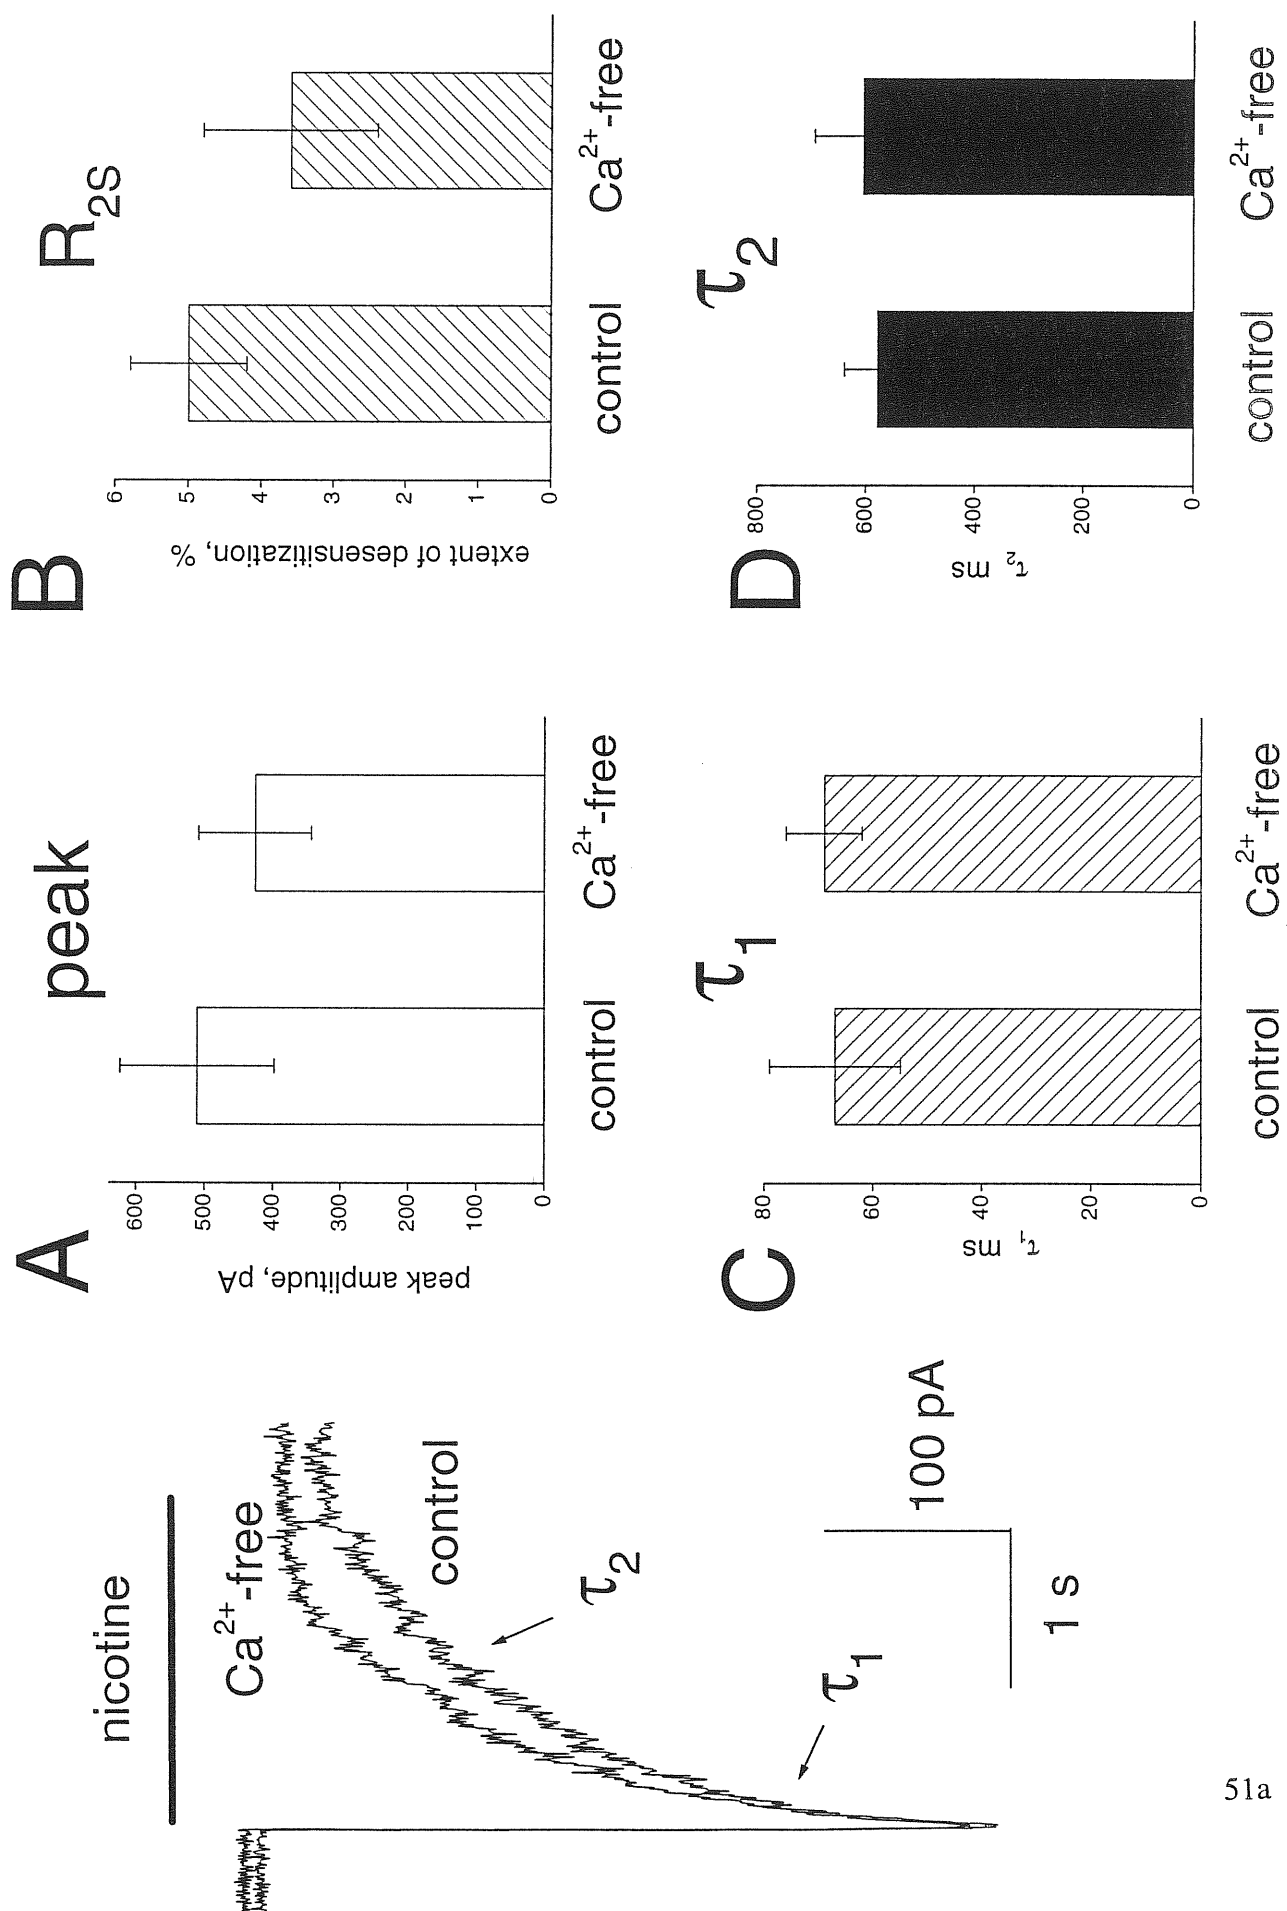 nicotine
Ca2+-free
control
τ2
τ1
100 pA
1 s
A
peak
peak amplitude, pA
600
500
400
300
200
100
0
control
Ca2+-free
B
R2S
extent of desensitization, %
6
5
4
3
2
1
0
control
Ca2+-free
C
τ1
τ1, ms
80
60
40
20
0
control
Ca2+-free
D
τ2
τ2, ms
800
600
400
200
0
control
Ca2+-free
51a